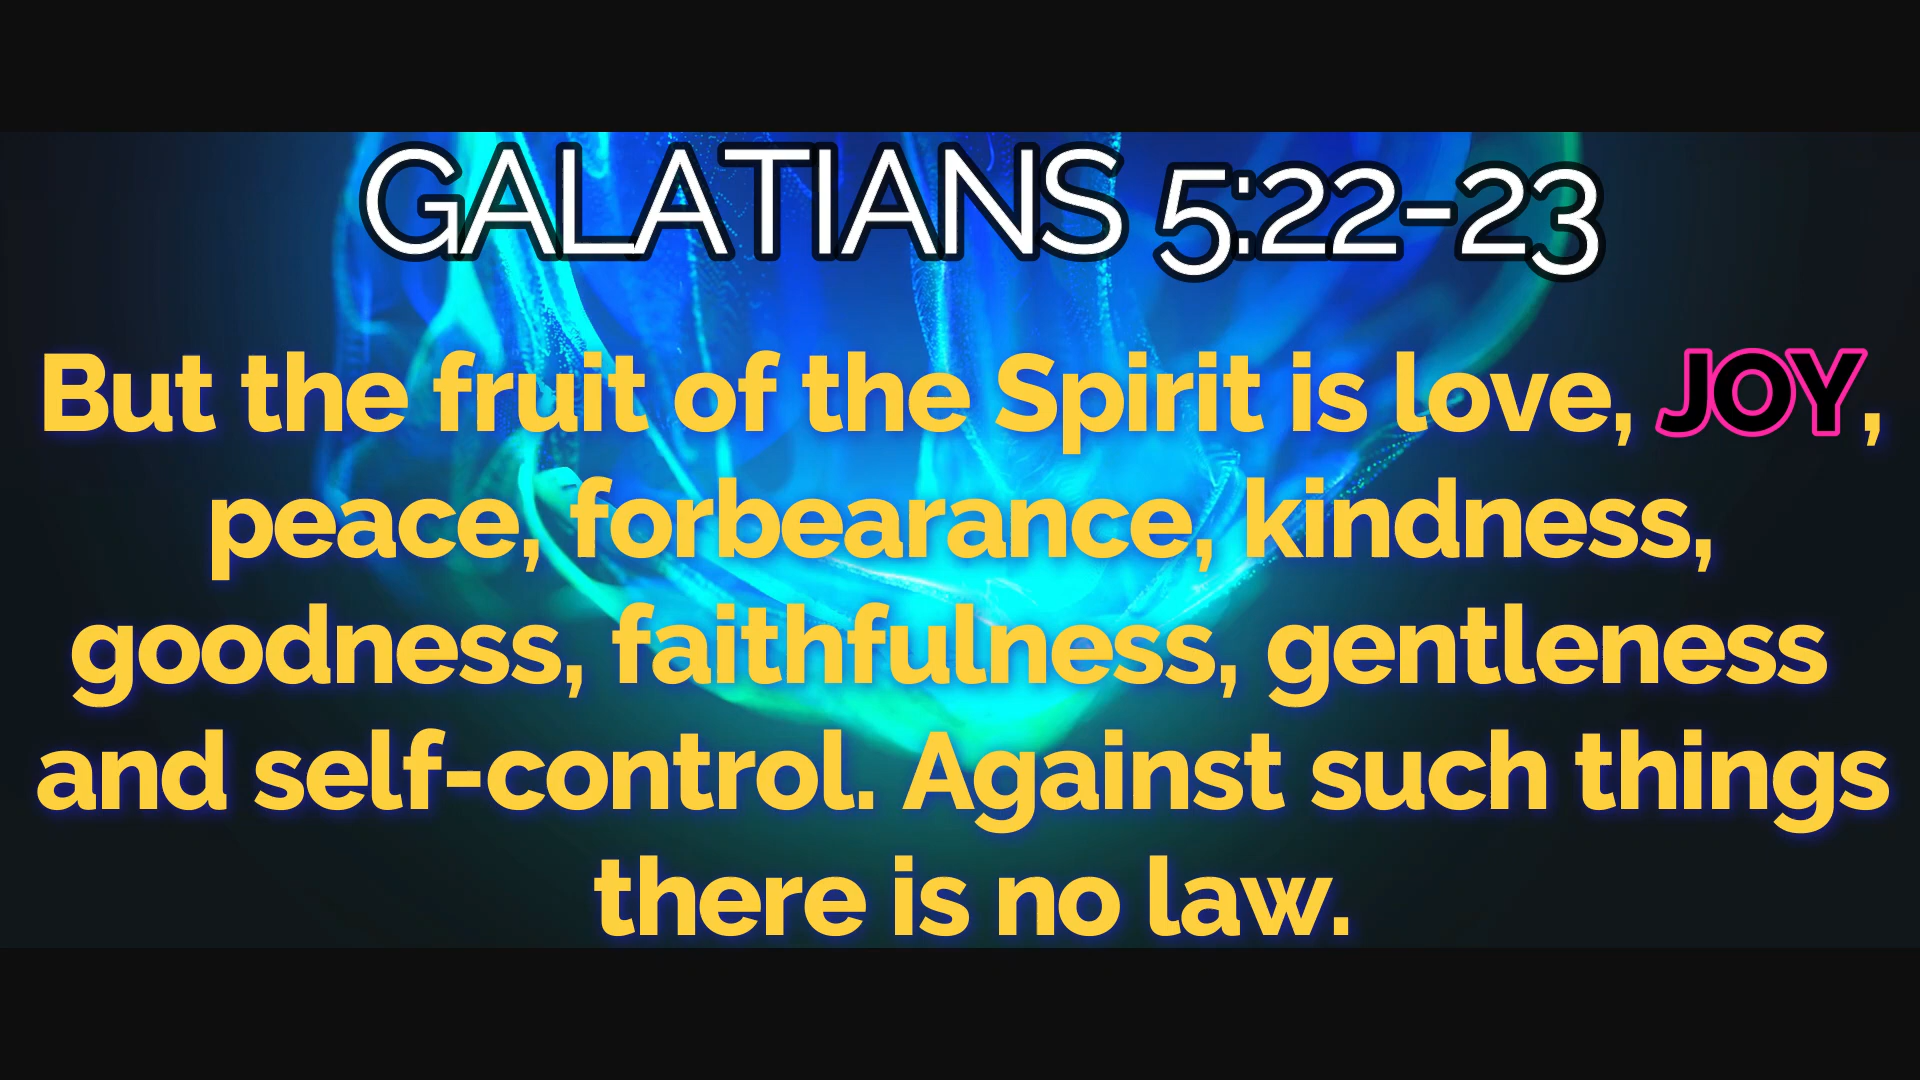 GALATIANS 5:22-23
But the fruit of the Spirit is love, JOY,
peace, forbearance, kindness,
goodness, faithfulness, gentleness
and self-control. Against such things
there is no law.